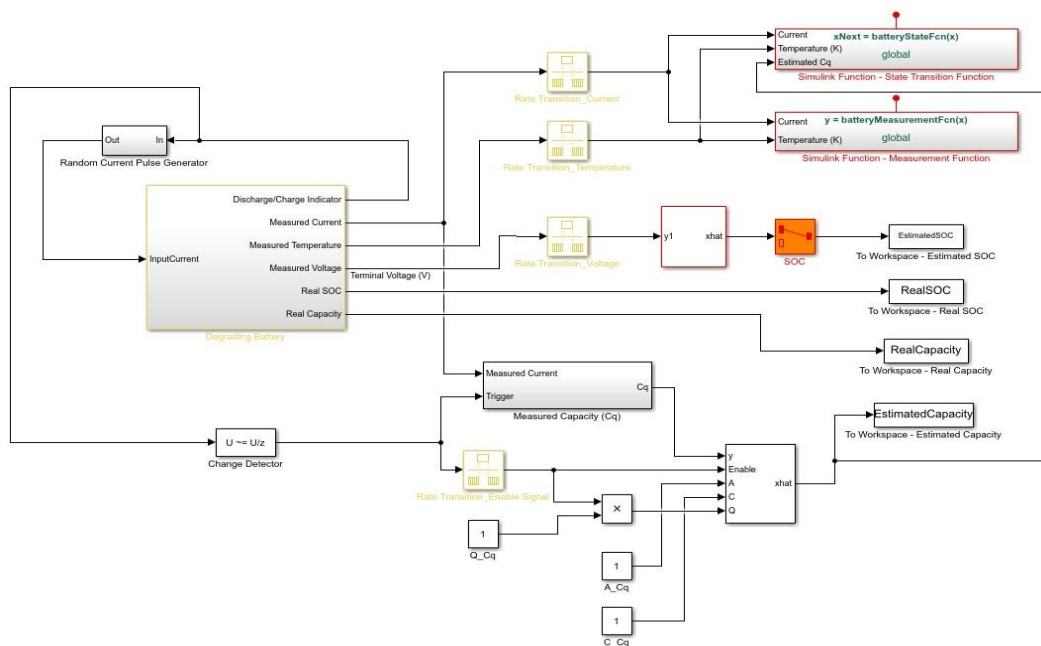 Current
xNext = batteryStateFcn(x)
Temperature (K)
global
Estimated Cq
Simulink Function - State Transition Function
Rate Transition_Current
Current
y = batteryMeasurementFcn(x)
Temperature (K)
global
Simulink Function - Measurement Function
Out
In
Random Current Pulse Generator
Rate Transition_Temperature
InputCurrent
Discharge/Charge Indicator
Measured Current
Measured Temperature
Measured Voltage
Real SOC
Real Capacity
Degrading Battery
Terminal Voltage (V)
Rate Transition_Voltage
y1
xhat
SOC
EstimatedSOC
To Workspace - Estimated SOC
RealSOC
To Workspace - Real SOC
RealCapacity
To Workspace - Real Capacity
Measured Current
Trigger
Cq
Measured Capacity (Cq)
EstimatedCapacity
To Workspace - Estimated Capacity
U ~= U/z
Change Detector
Rate Transition_Enable Signal
y
Enable
A
C
Q
xhat
×
1
Q_Cq
1
A_Cq
1
C_Cq